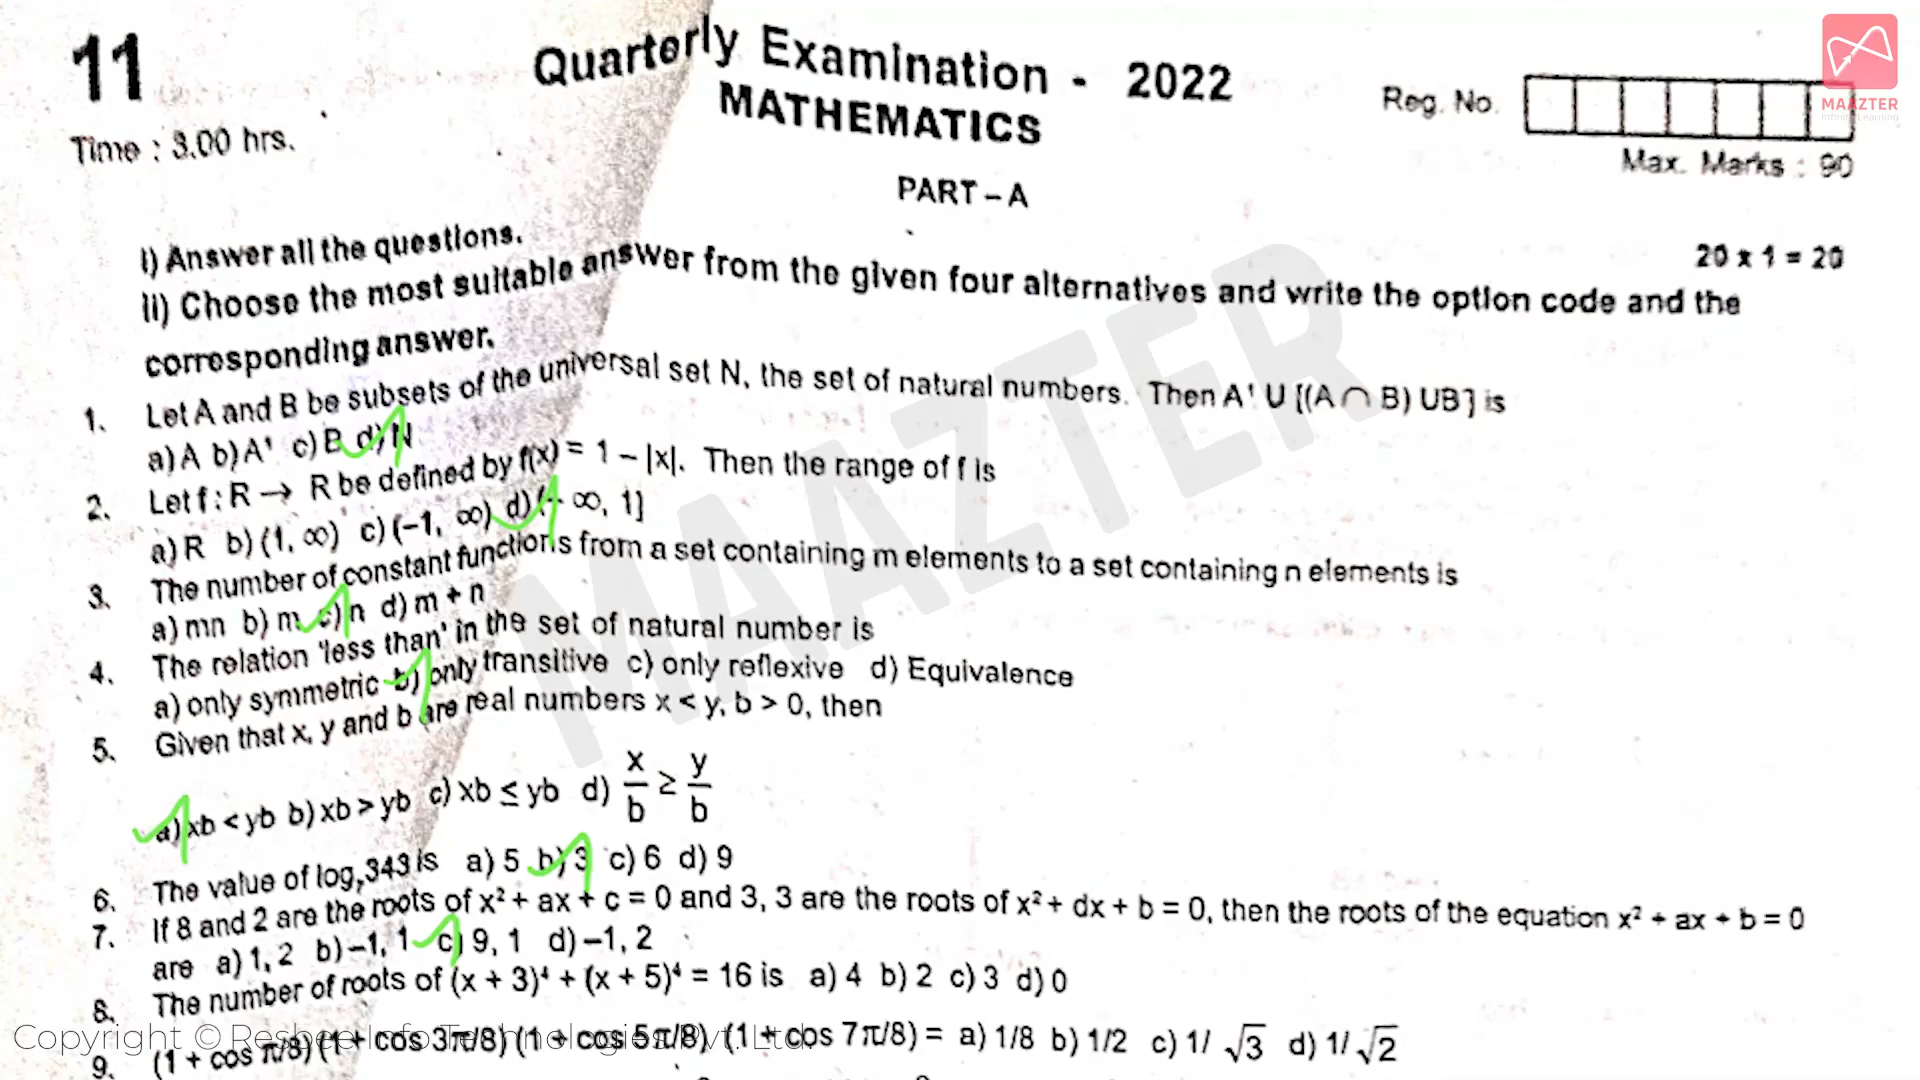 11
Quarterly Examination - 2022
MATHEMATICS
Reg. No.
MAAZTER
Infinite Learning
Time : 3.00 hrs.
Max. Marks : 90
PART – A
i) Answer all the questions.
20 x 1 = 20
ii) Choose the most suitable answer from the given four alternatives and write the option code and the
corresponding answer.
1. Let A and B be subsets of the universal set N, the set of natural numbers. Then A' U [(A ∩ B) UB'] is
a) A b) A' c) B d) N
2. Let f : R → R be defined by f(x) = 1 – |x|. Then the range of f is
a) R b) (1, ∞) c) (–1, ∞) d) (– ∞, 1]
3. The number of constant functions from a set containing m elements to a set containing n elements is
a) mn b) m c) n d) m + n
4. The relation 'less than' in the set of natural number is
a) only symmetric b) only transitive c) only reflexive d) Equivalence
5. Given that x, y and b are real numbers x < y, b > 0, then
a) xb < yb b) xb > yb c) xb ≤ yb d) x/b ≥ y/b
6. The value of log₇343 is a) 5 b) 3 c) 6 d) 9
7. If 8 and 2 are the roots of x² + ax + c = 0 and 3, 3 are the roots of x² + dx + b = 0, then the roots of the equation x² + ax + b = 0
are a) 1, 2 b) –1, 1 c) 9, 1 d) –1, 2
8. The number of roots of (x + 3)⁴ + (x + 5)⁴ = 16 is a) 4 b) 2 c) 3 d) 0
9. (1 + cos π/8) (1 + cos 3π/8) (1 + cos 5π/8) (1 + cos 7π/8) = a) 1/8 b) 1/2 c) 1/√3 d) 1/√2
MAAZTER
Copyright © Resbee Info Technologies Pvt. Ltd.